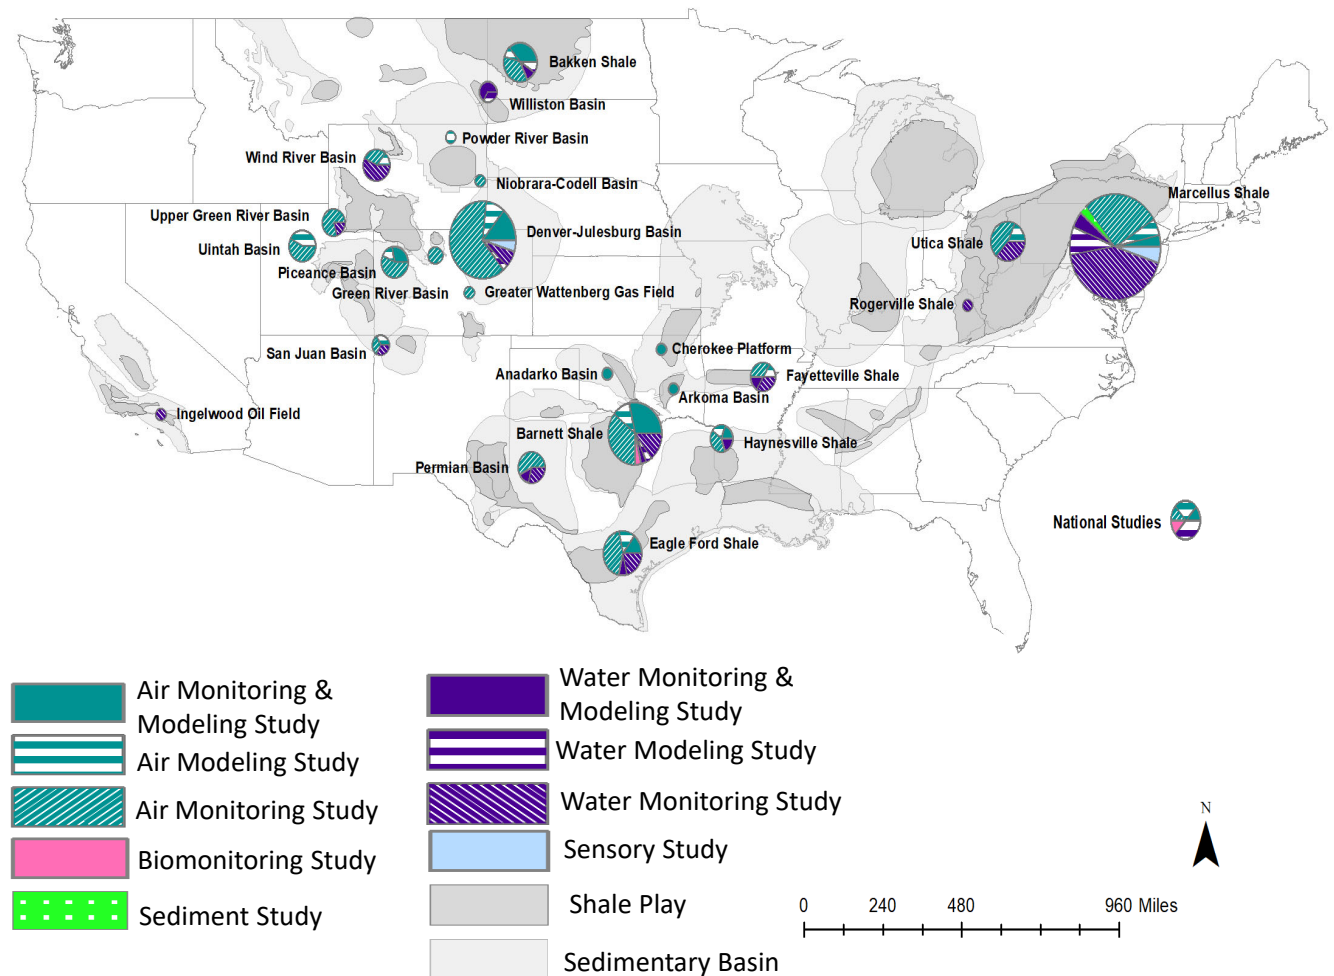 Bakken Shale
Williston Basin
Powder River Basin
Wind River Basin
Niobrara-Codell Basin
Marcellus Shale
Upper Green River Basin
Denver-Julesburg Basin
Utica Shale
Uintah Basin
Piceance Basin
Green River Basin
Greater Wattenberg Gas Field
Rogerville Shale
San Juan Basin
Cherokee Platform
Anadarko Basin
Fayetteville Shale
Arkoma Basin
Ingelwood Oil Field
Barnett Shale
Haynesville Shale
Permian Basin
National Studies
Eagle Ford Shale
Air Monitoring &
Modeling Study
Air Modeling Study
Air Monitoring Study
Biomonitoring Study
Sediment Study
Water Monitoring &
Modeling Study
Water Modeling Study
Water Monitoring Study
Sensory Study
Shale Play
Sedimentary Basin
N
0 240 480 960 Miles